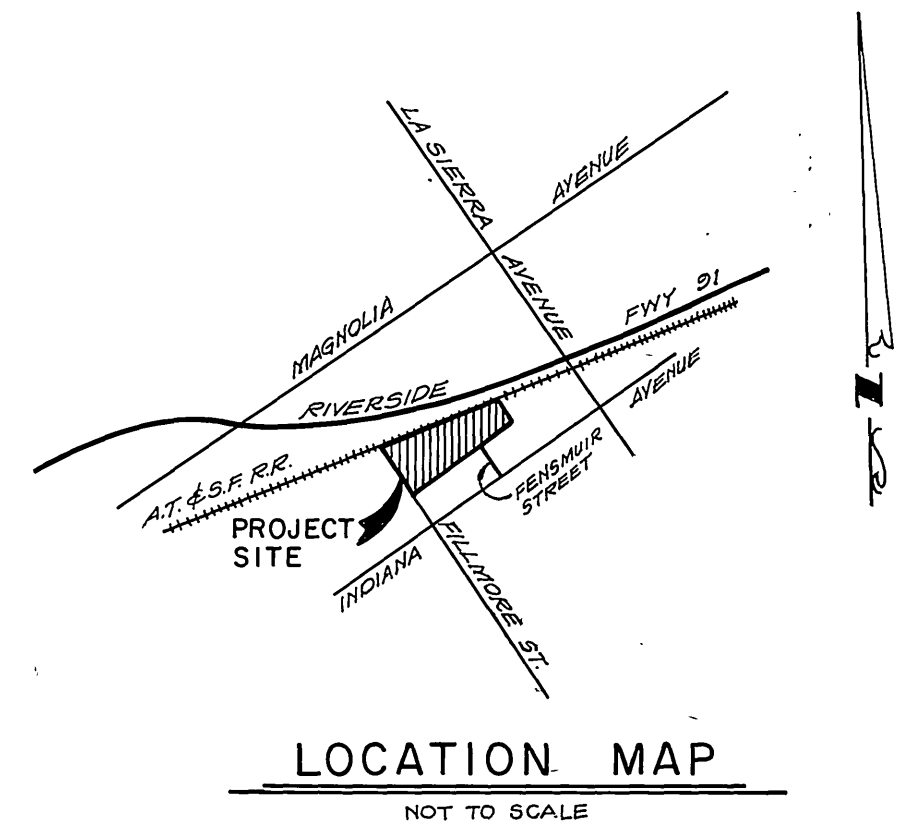 LA SIERRA
AVENUE
AVENUE
MAGNOLIA
FWY 91
RIVERSIDE
AVENUE
A.T. & S.F. R.R.
FENSMUIR
STREET
PROJECT
SITE
INDIANA
FILLMORE ST.
N
LOCATION MAP
NOT TO SCALE